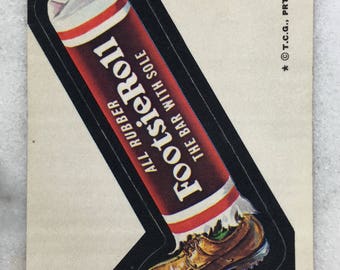 ALL RUBBER
FootsieRoll
THE BAR WITH SOLE
★ © T.C.G., PRT